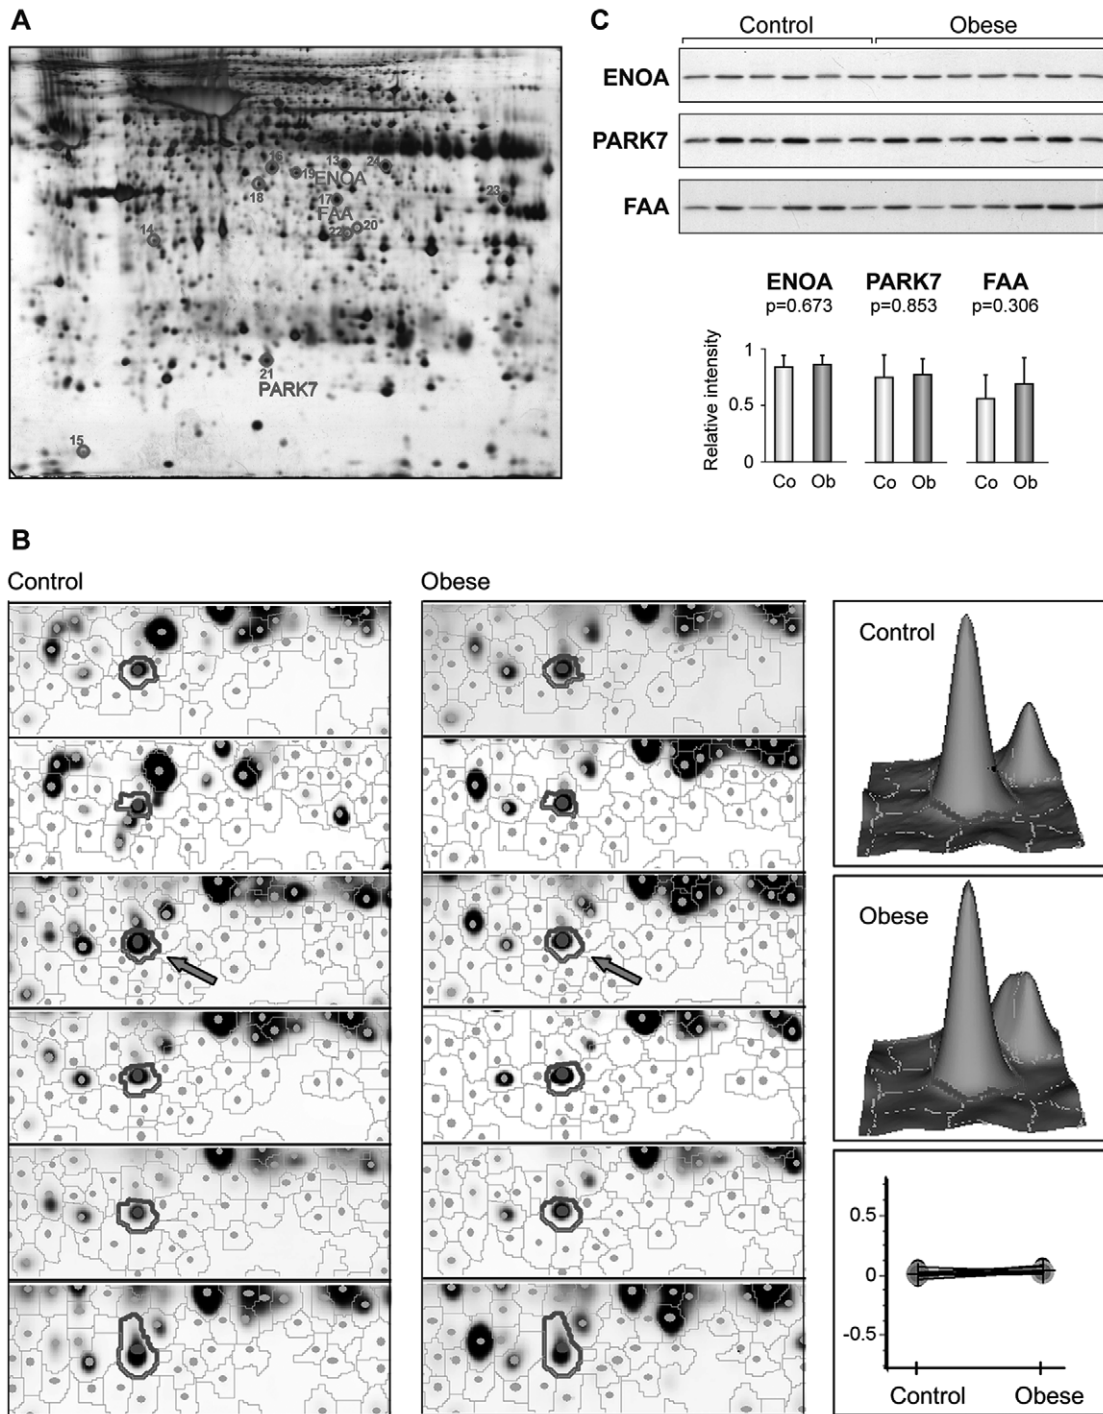 A
16
19
13
24
ENOA
18
17
23
FAA
14
22
20
21
PARK7
15
C
Control Obese
ENOA
PARK7
FAA
ENOA PARK7 FAA
p=0.673 p=0.853 p=0.306
Relative intensity
1
0.5
0
Co Ob Co Ob Co Ob
B
Control Obese
Control
Obese
0.5
0
-0.5
Control Obese